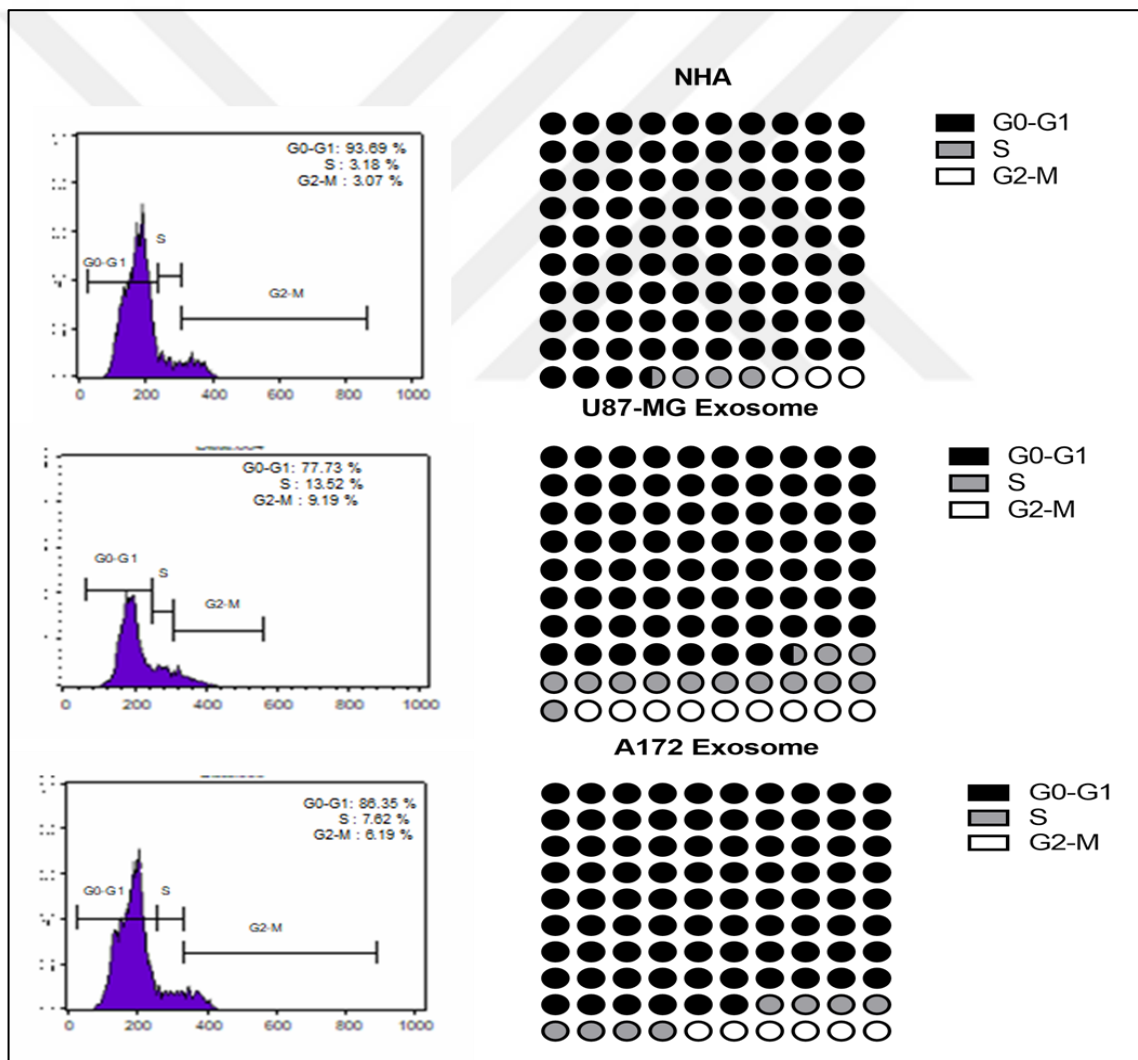 NHA
G0-G1
S
G2-M
G0-G1: 93.69 %
S : 3.18 %
G2-M : 3.07 %
S
G0-G1
G2-M
0 200 400 600 800 1000
U87-MG Exosome
G0-G1
S
G2-M
G0-G1: 77.73 %
S : 13.52 %
G2-M : 9.19 %
G0-G1
S
G2-M
0 200 400 600 800 1000
A172 Exosome
G0-G1
S
G2-M
G0-G1: 86.35 %
S : 7.62 %
G2-M : 6.19 %
G0-G1 S
G2-M
0 200 400 600 800 1000